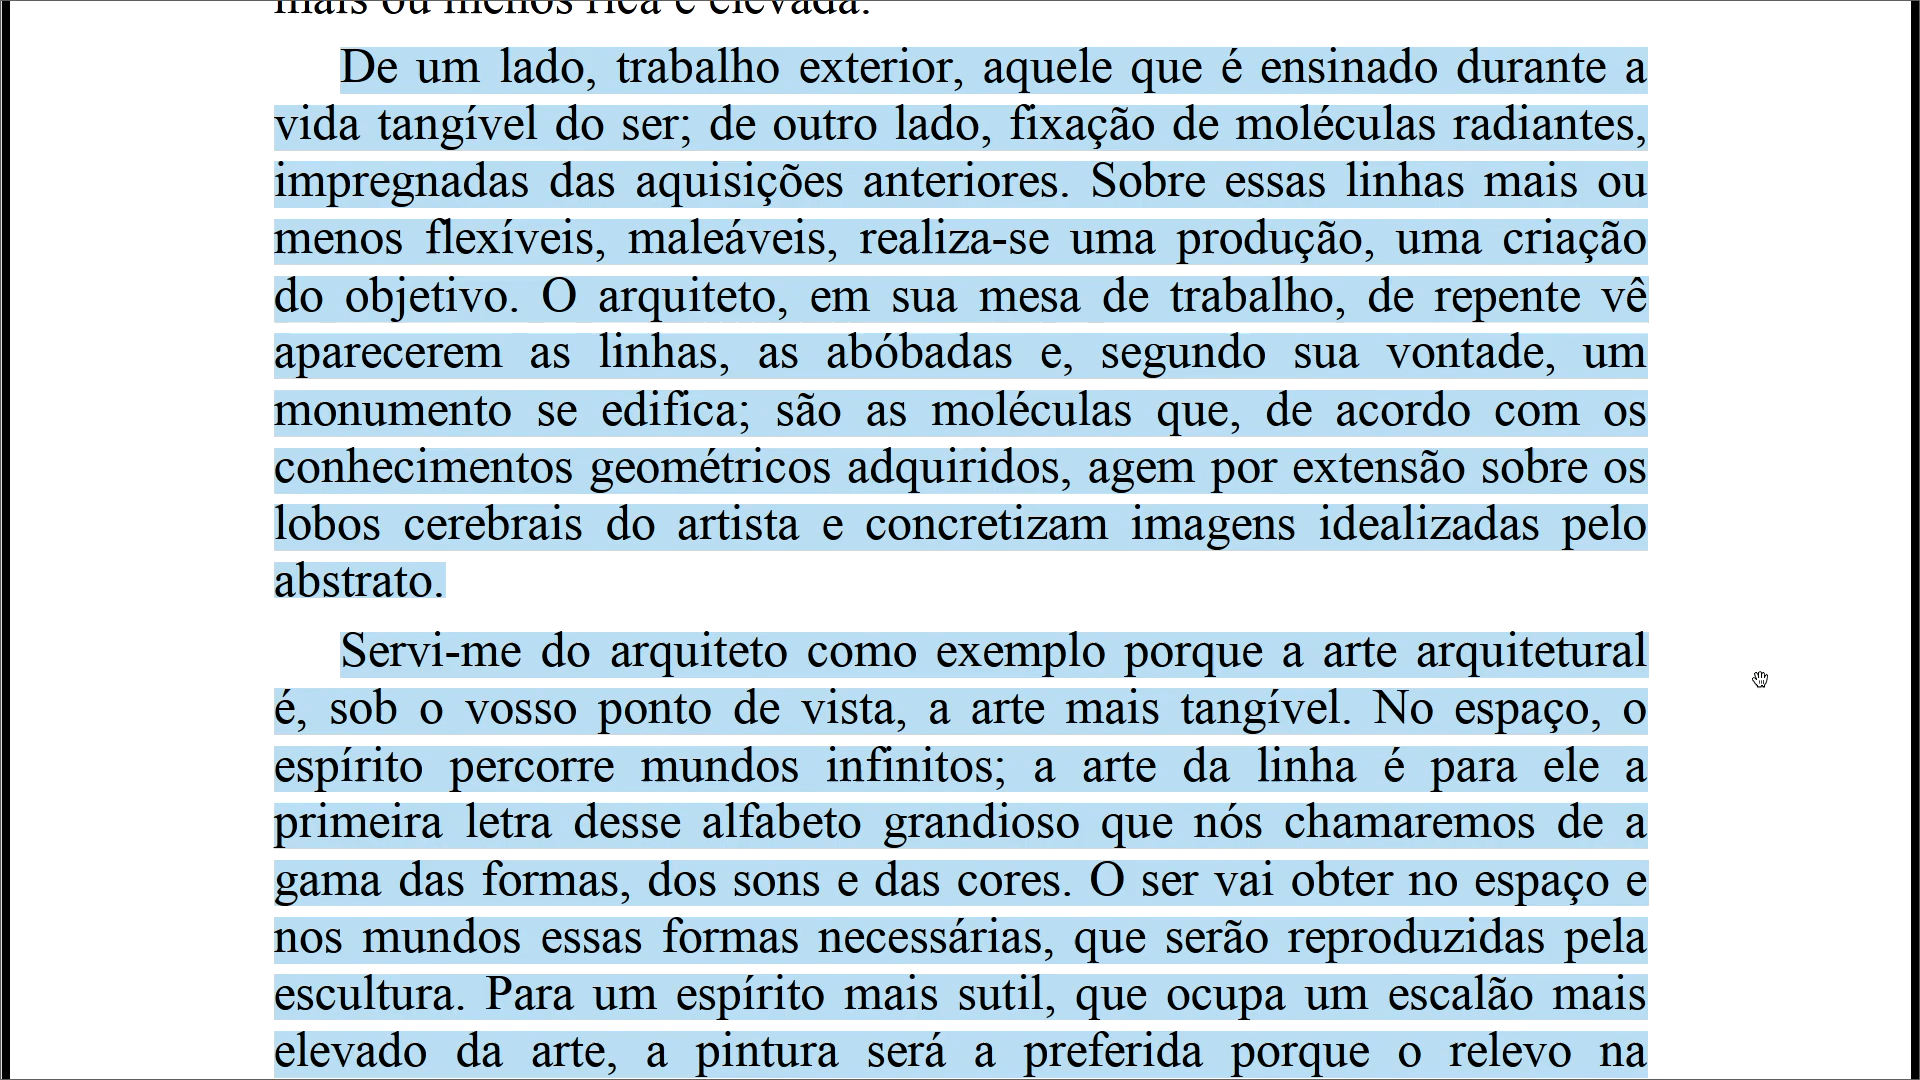 mais ou menos rica e elevada.
De um lado, trabalho exterior, aquele que é ensinado durante a
vida tangível do ser; de outro lado, fixação de moléculas radiantes,
impregnadas das aquisições anteriores. Sobre essas linhas mais ou
menos flexíveis, maleáveis, realiza-se uma produção, uma criação
do objetivo. O arquiteto, em sua mesa de trabalho, de repente vê
aparecerem as linhas, as abóbadas e, segundo sua vontade, um
monumento se edifica; são as moléculas que, de acordo com os
conhecimentos geométricos adquiridos, agem por extensão sobre os
lobos cerebrais do artista e concretizam imagens idealizadas pelo
abstrato.
Servi-me do arquiteto como exemplo porque a arte arquitetural
é, sob o vosso ponto de vista, a arte mais tangível. No espaço, o
espírito percorre mundos infinitos; a arte da linha é para ele a
primeira letra desse alfabeto grandioso que nós chamaremos de a
gama das formas, dos sons e das cores. O ser vai obter no espaço e
nos mundos essas formas necessárias, que serão reproduzidas pela
escultura. Para um espírito mais sutil, que ocupa um escalão mais
elevado da arte, a pintura será a preferida porque o relevo na